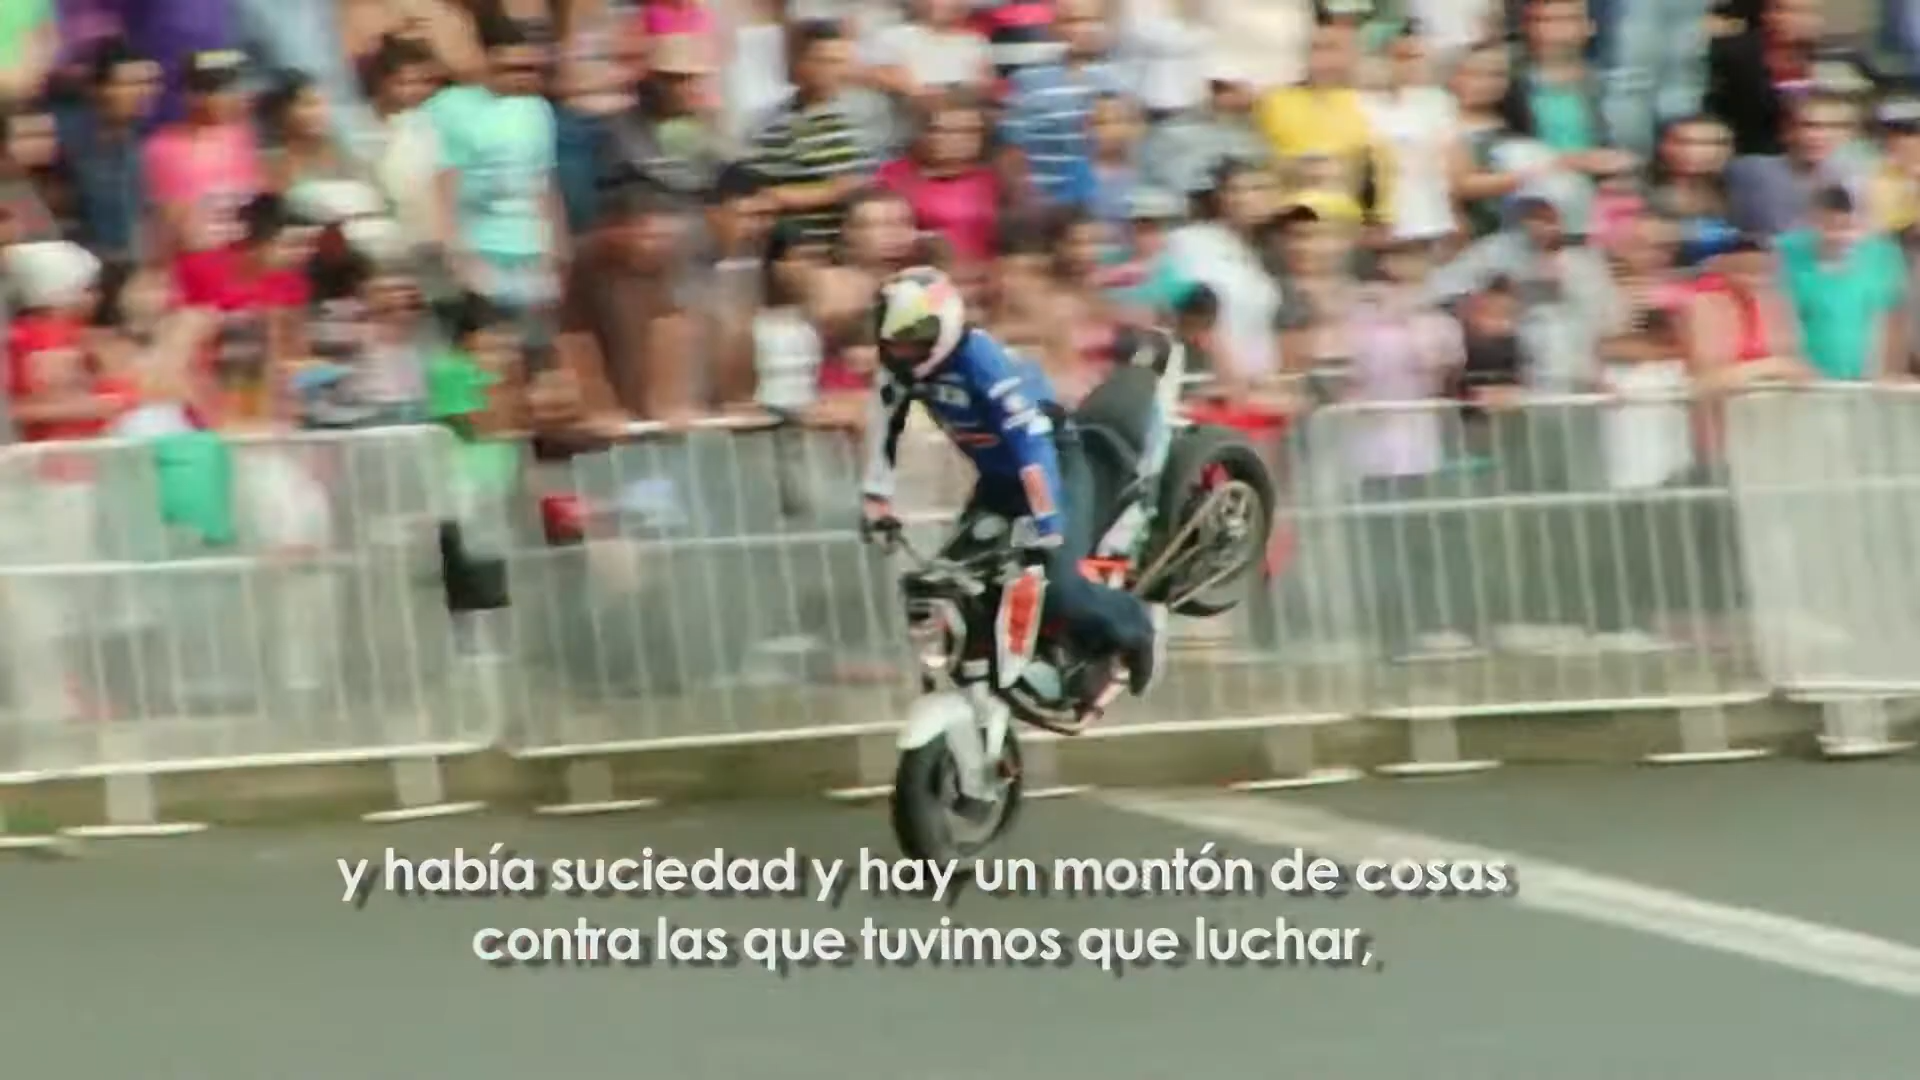 y había suciedad y hay un montón de cosas
contra las que tuvimos que luchar,